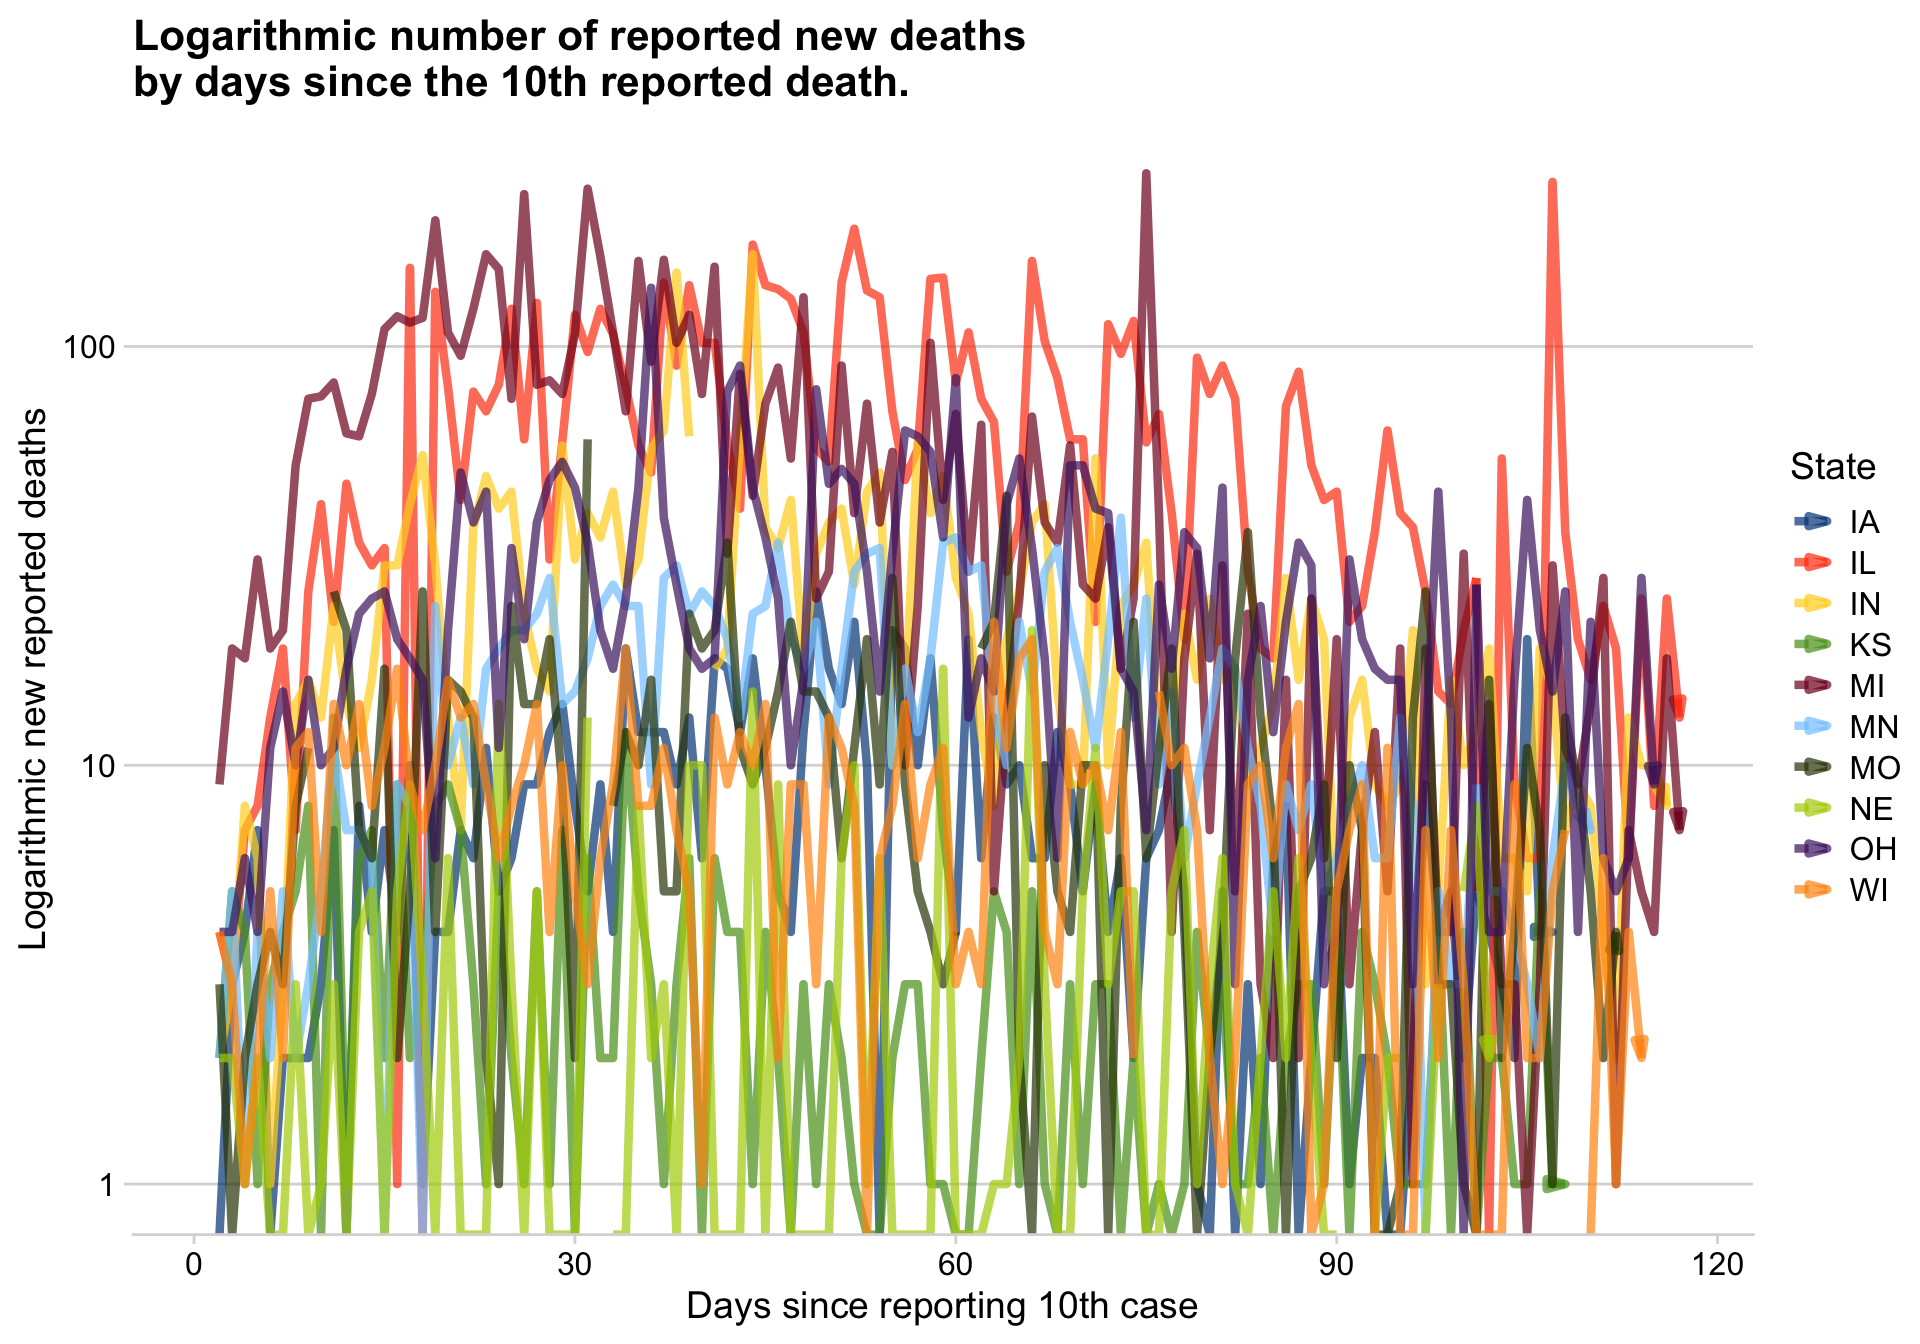 Logarithmic number of reported new deaths
by days since the 10th reported death.
Logarithmic new reported deaths
100
10
1
0
30
60
90
120
Days since reporting 10th case
State
IA
IL
IN
KS
MI
MN
MO
NE
OH
WI